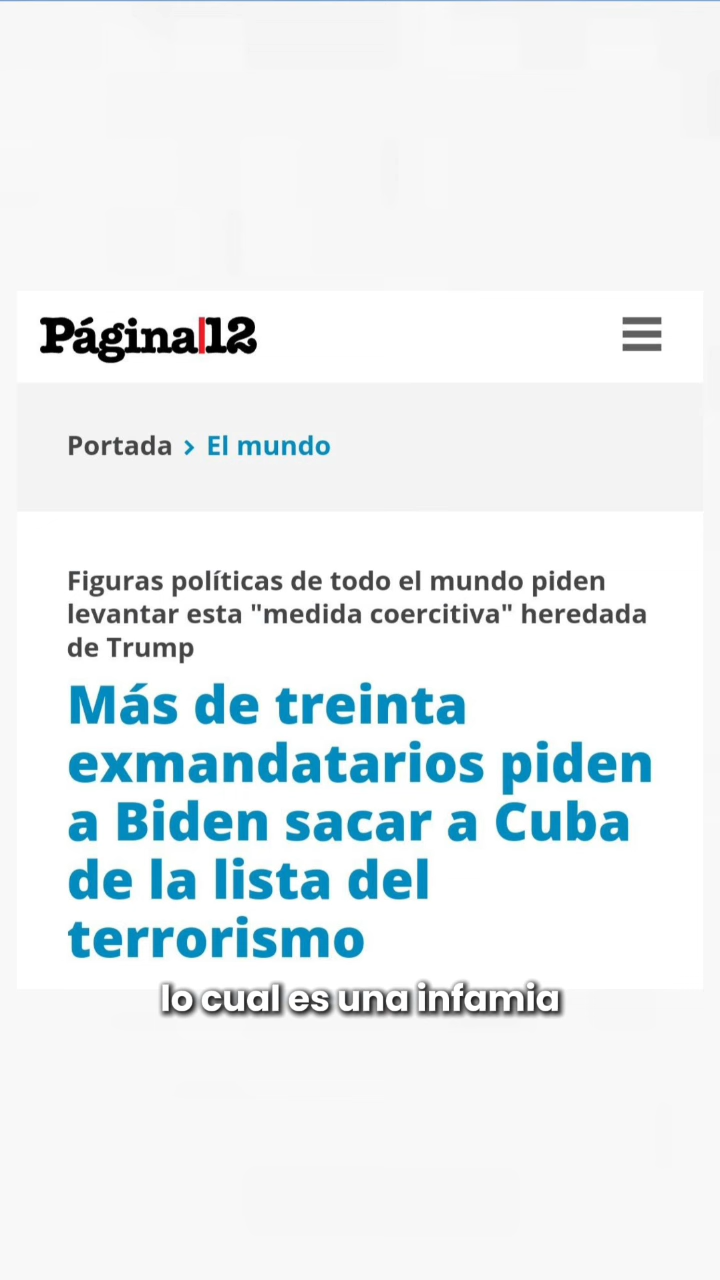 Página|12
Portada > El mundo
Figuras políticas de todo el mundo piden
levantar esta "medida coercitiva" heredada
de Trump
Más de treinta
exmandatarios piden
a Biden sacar a Cuba
de la lista del
terrorismo
lo cual es una infamia